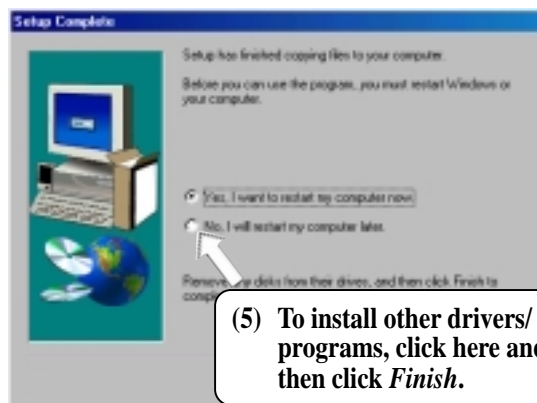 Setup Complete
Setup has finished copying files to your computer.
Before you can use the program, you must restart Windows or
your computer.
Yes, I want to restart my computer now.
No, I will restart my computer later.
Remove any disks from their drives, and then click Finish to
(5) To install other drivers/
programs, click here and
then click Finish.